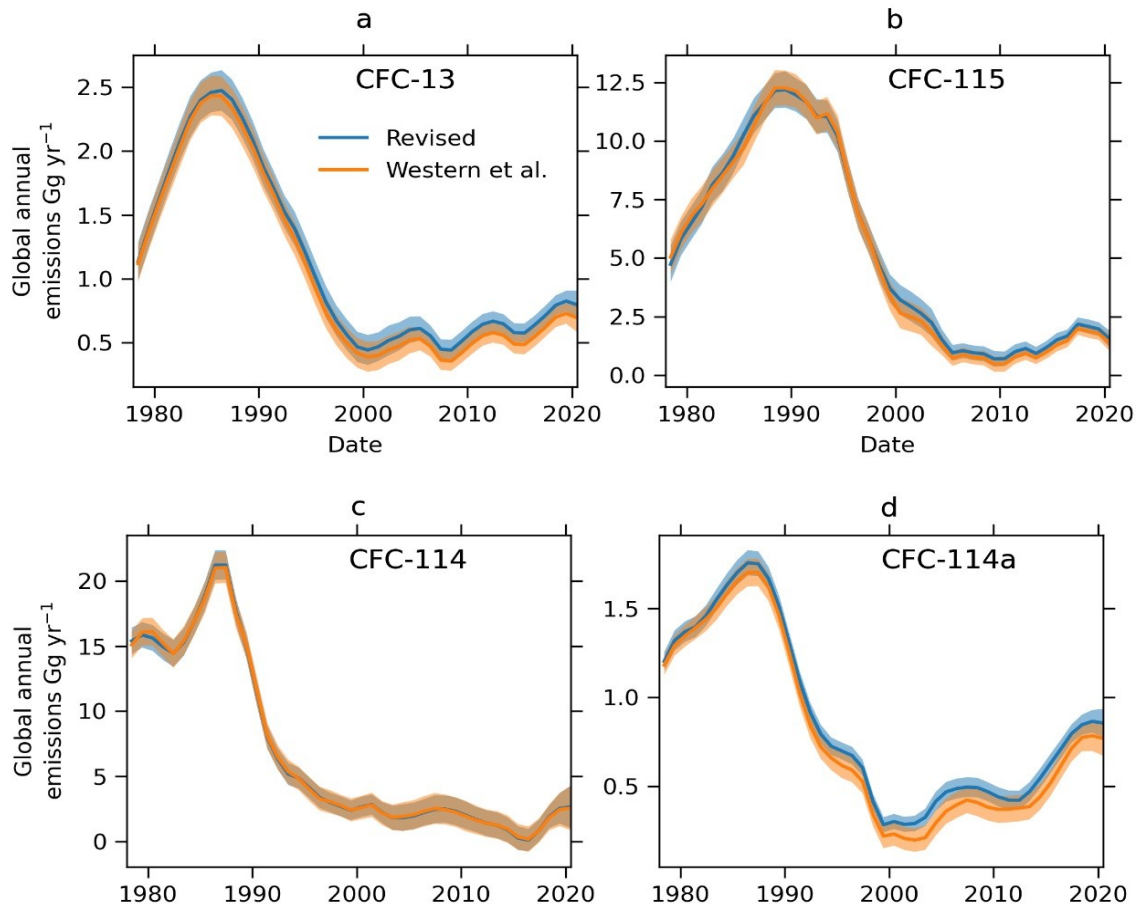 a
CFC-13
2.5
2.0
1.5
1.0
0.5
Global annual
emissions Gg yr⁻¹
Revised
Western et al.
1980 1990 2000 2010 2020
Date
b
CFC-115
12.5
10.0
7.5
5.0
2.5
0.0
1980 1990 2000 2010 2020
Date
c
CFC-114
20
15
10
5
0
Global annual
emissions Gg yr⁻¹
1980 1990 2000 2010 2020
d
CFC-114a
1.5
1.0
0.5
1980 1990 2000 2010 2020